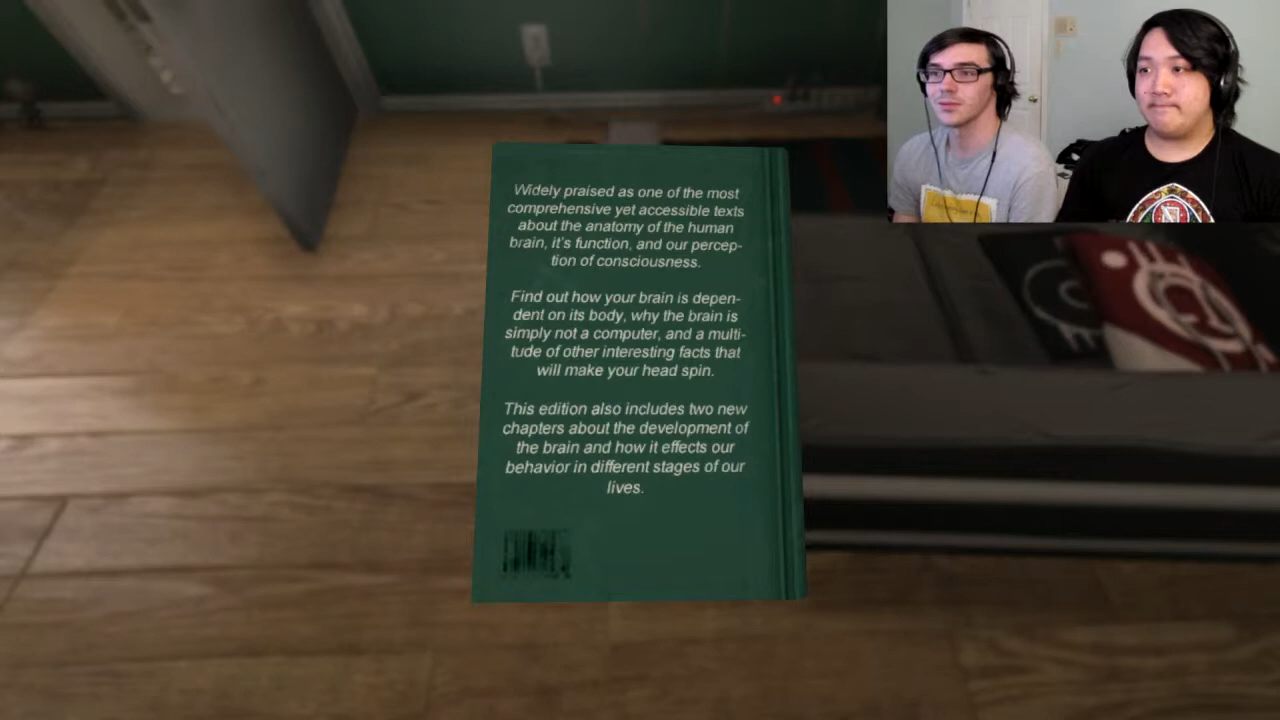 Widely praised as one of the most
comprehensive yet accessible texts
about the anatomy of the human
brain, it's function, and our percep-
tion of consciousness.
Find out how your brain is depen-
dent on its body, why the brain is
simply not a computer, and a multi-
tude of other interesting facts that
will make your head spin.
This edition also includes two new
chapters about the development of
the brain and how it effects our
behavior in different stages of our
lives.